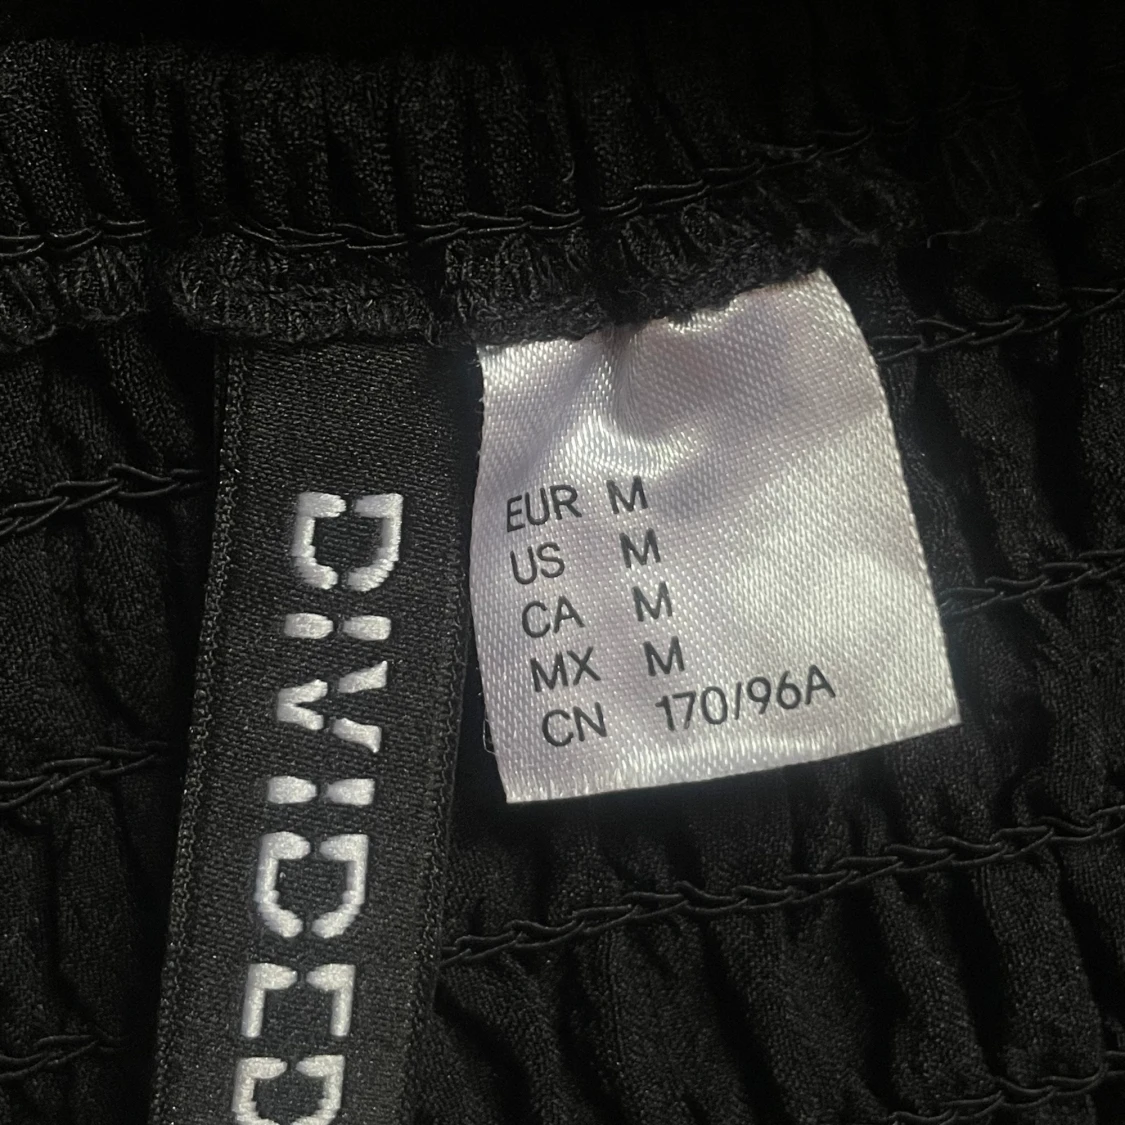 DIVIDED
EUR M
US M
CA M
MX M
CN 170/96A